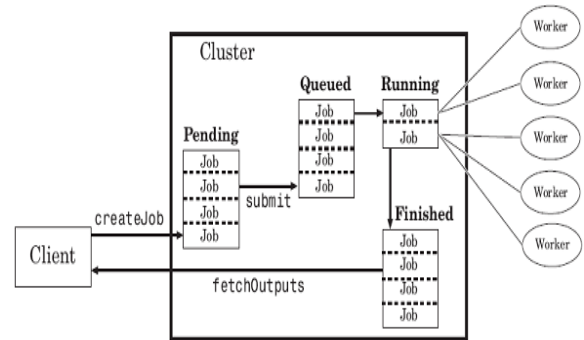 Cluster
Queued
Running
Pending
Finished
Job
Job
Job
Job
Job
Job
Job
Job
Job
Job
Job
Job
Job
Job
createJob
submit
fetchOutputs
Client
Worker
Worker
Worker
Worker
Worker